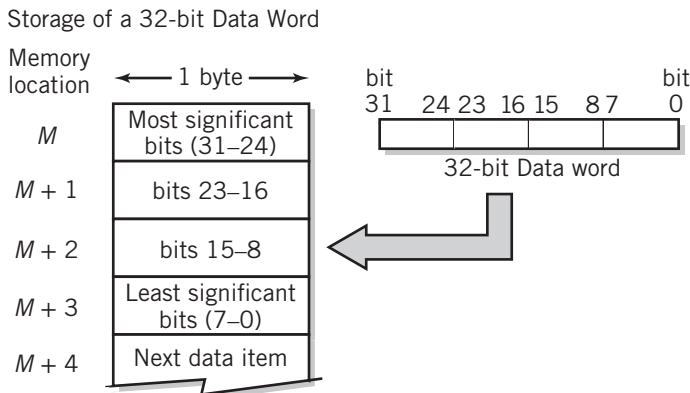 Storage of a 32-bit Data Word
Memory
location
1 byte
M
Most significant
bits (31–24)
M + 1
bits 23–16
M + 2
bits 15–8
M + 3
Least significant
bits (7–0)
M + 4
Next data item
bit
31
24 23
16 15
8 7
bit
0
32-bit Data word